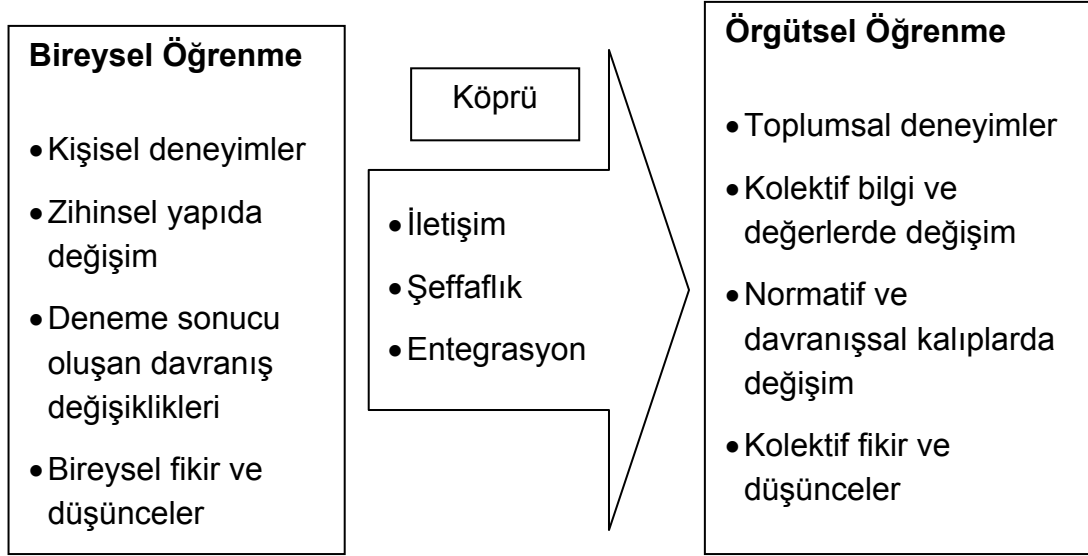 Bireysel Öğrenme
• Kişisel deneyimler
• Zihinsel yapıda
değişim
• Deneme sonucu
oluşan davranış
değişiklikleri
• Bireysel fikir ve
düşünceler
Köprü
• İletişim
• Şeffaflık
• Entegrasyon
Örgütsel Öğrenme
• Toplumsal deneyimler
• Kolektif bilgi ve
değerlerde değişim
• Normatif ve
davranışsal kalıplarda
değişim
• Kolektif fikir ve
düşünceler